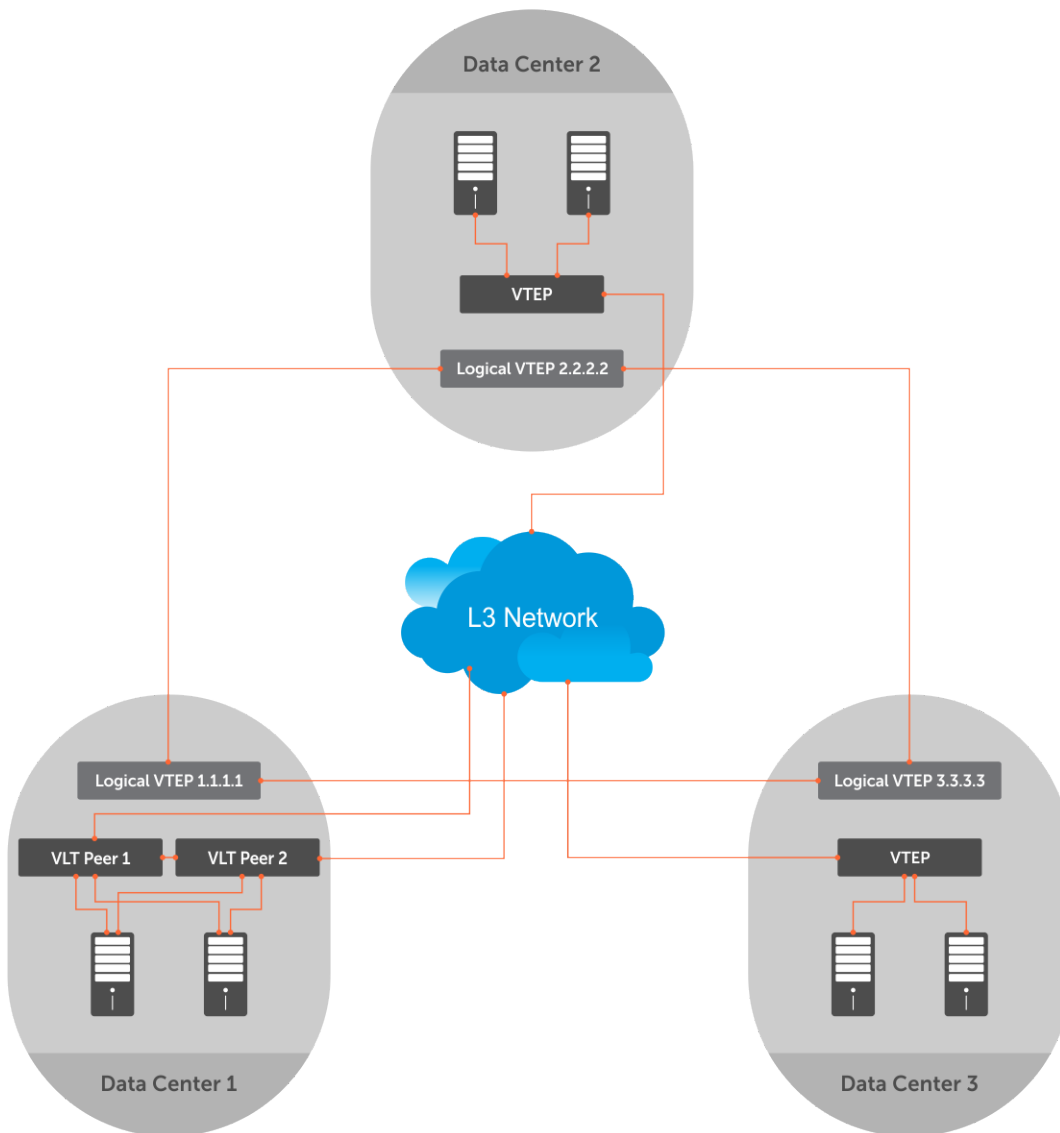 Data Center 2
VTEP
Logical VTEP 2.2.2.2
L3 Network
Logical VTEP 1.1.1.1
Logical VTEP 3.3.3.3
VLT Peer 1
VLT Peer 2
VTEP
Data Center 1
Data Center 3